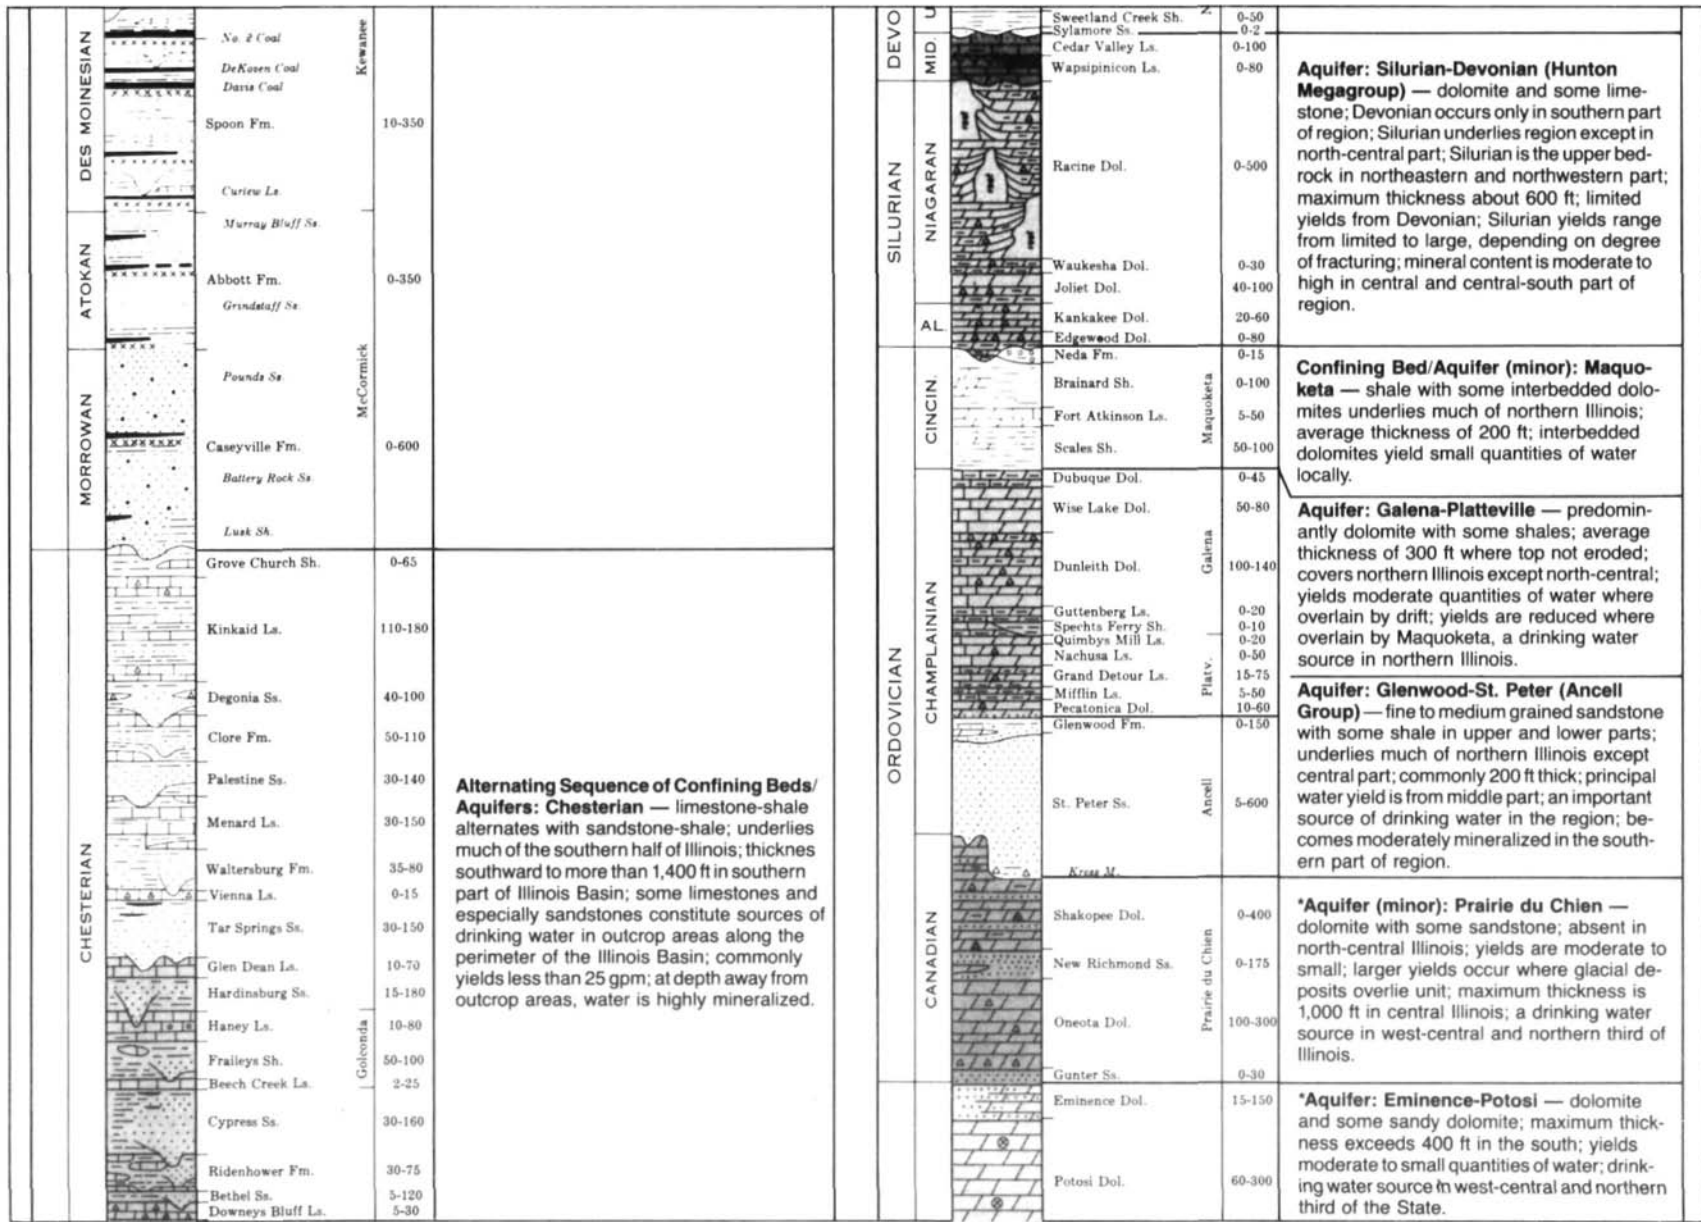 DES MOINESIAN
No. 2 Coal
DeKoven Coal
Davis Coal
Spoon Fm. 10-350
Curlew Ls.
Kewanee
ATOKAN
Murray Bluff Ss.
Abbott Fm. 0-350
Grindstaff Ss.
MORROWAN
Pounds Ss.
McCormick
Caseyville Fm. 0-600
Battery Rock Ss.
Lusk Sh.
CHESTERIAN
Grove Church Sh. 0-65
Kinkaid Ls. 110-180
Degonia Ss. 40-100
Clore Fm. 50-110
Palestine Ss. 30-140
Menard Ls. 30-150
Waltersburg Fm. 35-80
Vienna Ls. 0-15
Tar Springs Ss. 30-150
Glen Dean Ls. 10-70
Hardinsburg Ss. 15-180
Haney Ls. 10-80
Fraileys Sh. 50-100
Beech Creek Ls. 2-25
Golconda
Cypress Ss. 30-160
Ridenhower Fm. 30-75
Bethel Ss. 5-120
Downeys Bluff Ls. 5-30
Alternating Sequence of Confining Beds/
Aquifers: Chesterian — limestone-shale
alternates with sandstone-shale; underlies
much of the southern half of Illinois; thicknes
southward to more than 1,400 ft in southern
part of Illinois Basin; some limestones and
especially sandstones constitute sources of
drinking water in outcrop areas along the
perimeter of the Illinois Basin; commonly
yields less than 25 gpm; at depth away from
outcrop areas, water is highly mineralized.
DEVO
U
MID.
Sweetland Creek Sh. 0-50
Sylamore Ss. 0-2
Cedar Valley Ls. 0-100
Wapsipinicon Ls. 0-80
SILURIAN
NIAGARAN
reef
reef
reef
Racine Dol. 0-500
Waukesha Dol. 0-30
Joliet Dol. 40-100
AL.
Kankakee Dol. 20-60
Edgewood Dol. 0-80
ORDOVICIAN
CINCIN.
Neda Fm. 0-15
Brainard Sh. 0-100
Fort Atkinson Ls. 5-50
Scales Sh. 50-100
Maquoketa
CHAMPLAINIAN
Dubuque Dol. 0-45
Wise Lake Dol. 50-80
Dunleith Dol. 100-140
Guttenberg Ls. 0-20
Spechts Ferry Sh. 0-10
Galena
Quimbys Mill Ls. 0-20
Nachusa Ls. 0-50
Grand Detour Ls. 15-75
Mifflin Ls. 5-50
Pecatonica Dol. 10-60
Platv.
Glenwood Fm. 0-150
St. Peter Ss. 5-600
Kress M.
Ancell
CANADIAN
Shakopee Dol. 0-400
New Richmond Ss. 0-175
Oneota Dol. 100-300
Gunter Ss. 0-30
Prairie du Chien
Eminence Dol. 15-150
Potosi Dol. 60-300
Aquifer: Silurian-Devonian (Hunton
Megagroup) — dolomite and some lime-
stone; Devonian occurs only in southern part
of region; Silurian underlies region except in
north-central part; Silurian is the upper bed-
rock in northeastern and northwestern part;
maximum thickness about 600 ft; limited
yields from Devonian; Silurian yields range
from limited to large, depending on degree
of fracturing; mineral content is moderate to
high in central and central-south part of
region.
Confining Bed/Aquifer (minor): Maquo-
keta — shale with some interbedded dolo-
mites underlies much of northern Illinois;
average thickness of 200 ft; interbedded
dolomites yield small quantities of water
locally.
Aquifer: Galena-Platteville — predomin-
antly dolomite with some shales; average
thickness of 300 ft where top not eroded;
covers northern Illinois except north-central;
yields moderate quantities of water where
overlain by drift; yields are reduced where
overlain by Maquoketa, a drinking water
source in northern Illinois.
Aquifer: Glenwood-St. Peter (Ancell
Group) — fine to medium grained sandstone
with some shale in upper and lower parts;
underlies much of northern Illinois except
central part; commonly 200 ft thick; principal
water yield is from middle part; an important
source of drinking water in the region; be-
comes moderately mineralized in the south-
ern part of region.
*Aquifer (minor): Prairie du Chien —
dolomite with some sandstone; absent in
north-central Illinois; yields are moderate to
small; larger yields occur where glacial de-
posits overlie unit; maximum thickness is
1,000 ft in central Illinois; a drinking water
source in west-central and northern third of
Illinois.
*Aquifer: Eminence-Potosi — dolomite
and some sandy dolomite; maximum thick-
ness exceeds 400 ft in the south; yields
moderate to small quantities of water; drink-
ing water source in west-central and northern
third of the State.